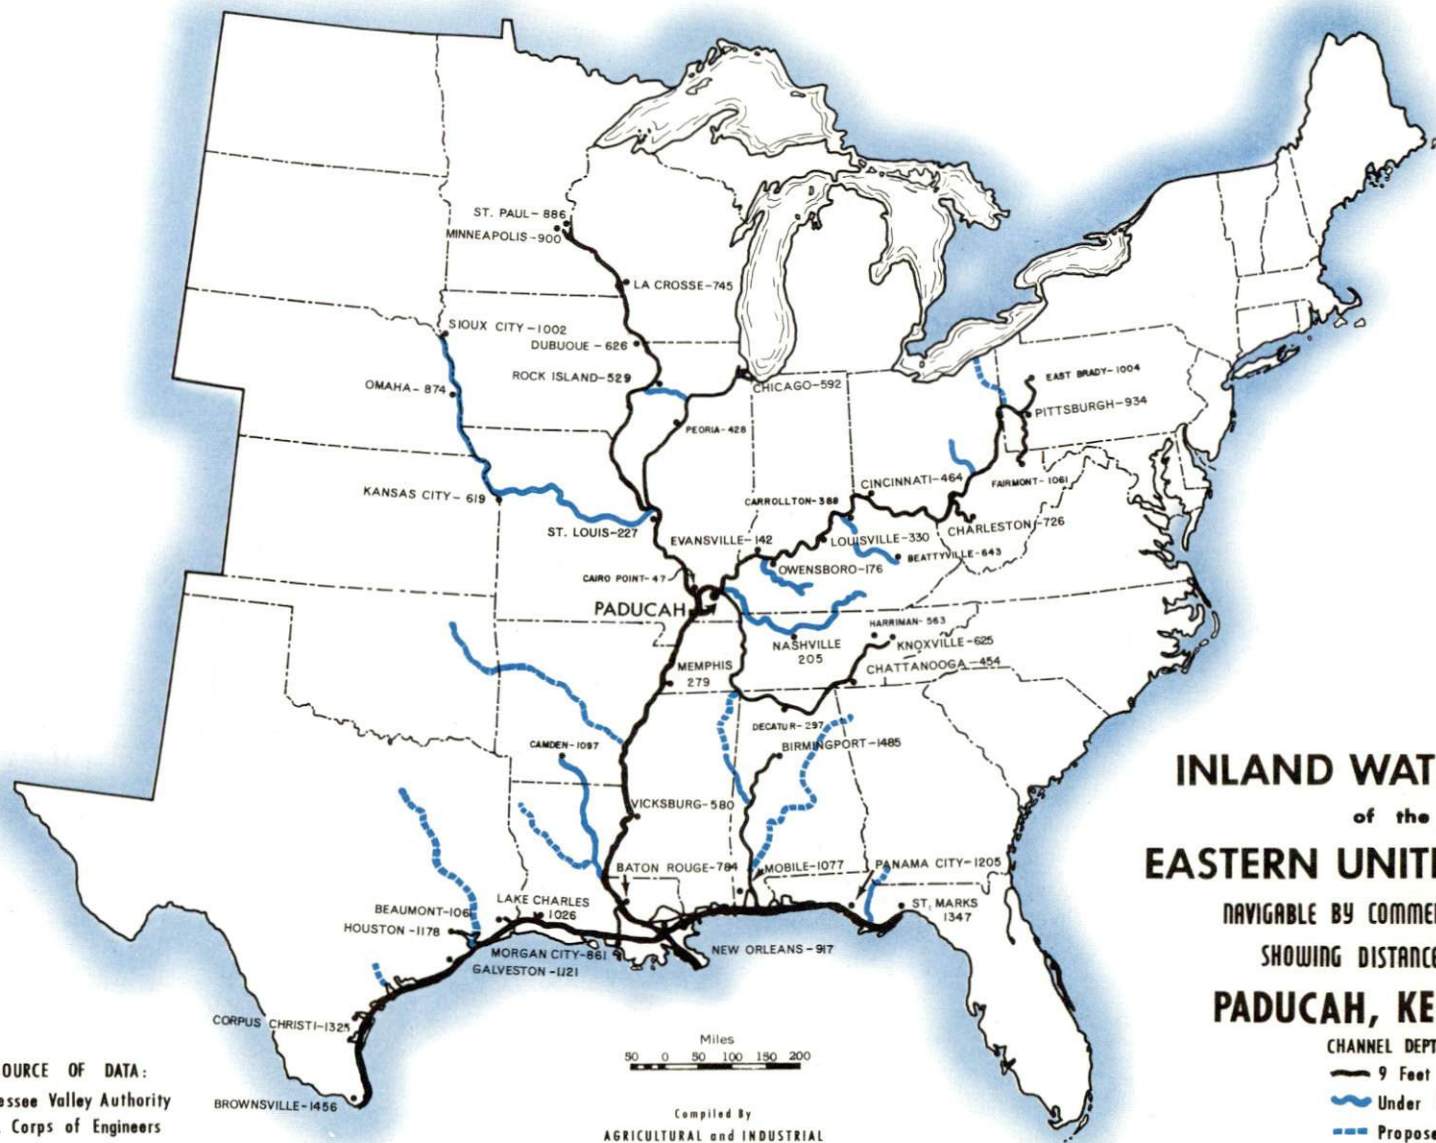 ST. PAUL-886
MINNEAPOLIS-900
LA CROSSE-745
SIOUX CITY-1002
DUBUOUE-626
ROCK ISLAND-529
OMAHA-874
CHICAGO-592
EAST BRADY-1004
PITTSBURGH-934
PEORIA-428
CINCINNATI-464
FAIRMONT-1061
KANSAS CITY-619
CARROLLTON-388
CHARLESTON-726
ST. LOUIS-227
EVANSVILLE-142
LOUISVILLE-330
BEATTYVILLE-643
OWENSBORO-176
CAIRO POINT-47
PADUCAH
HARRIMAN-563
NASHVILLE
205
KNOXVILLE-625
MEMPHIS
279
CHATTANOOGA-454
DECATUR-297
CAMDEN-1097
BIRMINGPORT-1485
VICKSBURG-580
BATON ROUGE-784
MOBILE-1077
PANAMA CITY-1205
LAKE CHARLES
1026
ST. MARKS
1347
BEAUMONT-106
HOUSTON-1178
MORGAN CITY-861
NEW ORLEANS-917
GALVESTON-1121
CORPUS CHRISTI-1325
BROWNSVILLE-1456
INLAND WAT
of the
EASTERN UNIT
NAVIGABLE BY COMME
SHOWING DISTANCE
PADUCAH, KE
CHANNEL DEPT
9 Feet
Under
Propose
Miles
50 0 50 100 150 200
Compiled By
AGRICULTURAL and INDUSTRIAL
OURCE OF DATA:
essee Valley Authority
. Corps of Engineers